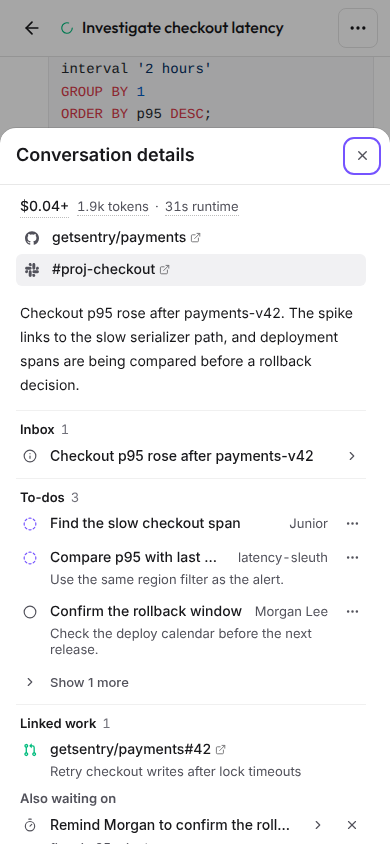 Investigate checkout latency
interval '2 hours'
GROUP BY 1
ORDER BY p95 DESC;
Conversation details
$0.04+ 1.9k tokens · 31s runtime
getsentry/payments
#proj-checkout
Checkout p95 rose after payments-v42. The spike
links to the slow serializer path, and deployment
spans are being compared before a rollback
decision.
Inbox 1
Checkout p95 rose after payments-v42
To-dos 3
Find the slow checkout span Junior
Compare p95 with last ... latency-sleuth
Use the same region filter as the alert.
Confirm the rollback window Morgan Lee
Check the deploy calendar before the next
release.
Show 1 more
Linked work 1
getsentry/payments#42
Retry checkout writes after lock timeouts
Also waiting on
Remind Morgan to confirm the roll...